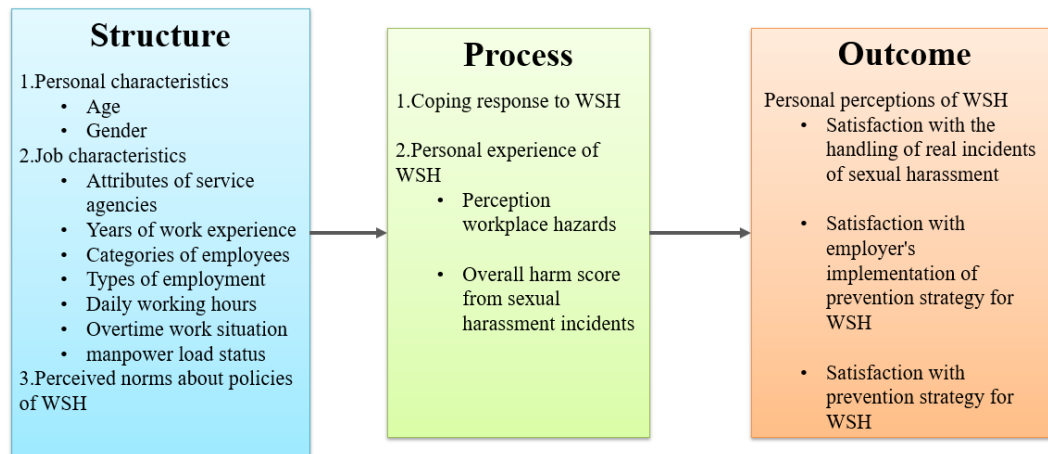 Structure
1.Personal characteristics
• Age
• Gender
2.Job characteristics
• Attributes of service
agencies
• Years of work experience
• Categories of employees
• Types of employment
• Daily working hours
• Overtime work situation
• manpower load status
3.Perceived norms about policies
of WSH
Process
1.Coping response to WSH
2.Personal experience of
WSH
• Perception
workplace hazards
• Overall harm score
from sexual
harassment incidents
Outcome
Personal perceptions of WSH
• Satisfaction with the
handling of real incidents
of sexual harassment
• Satisfaction with
employer's
implementation of
prevention strategy for
WSH
• Satisfaction with
prevention strategy for
WSH